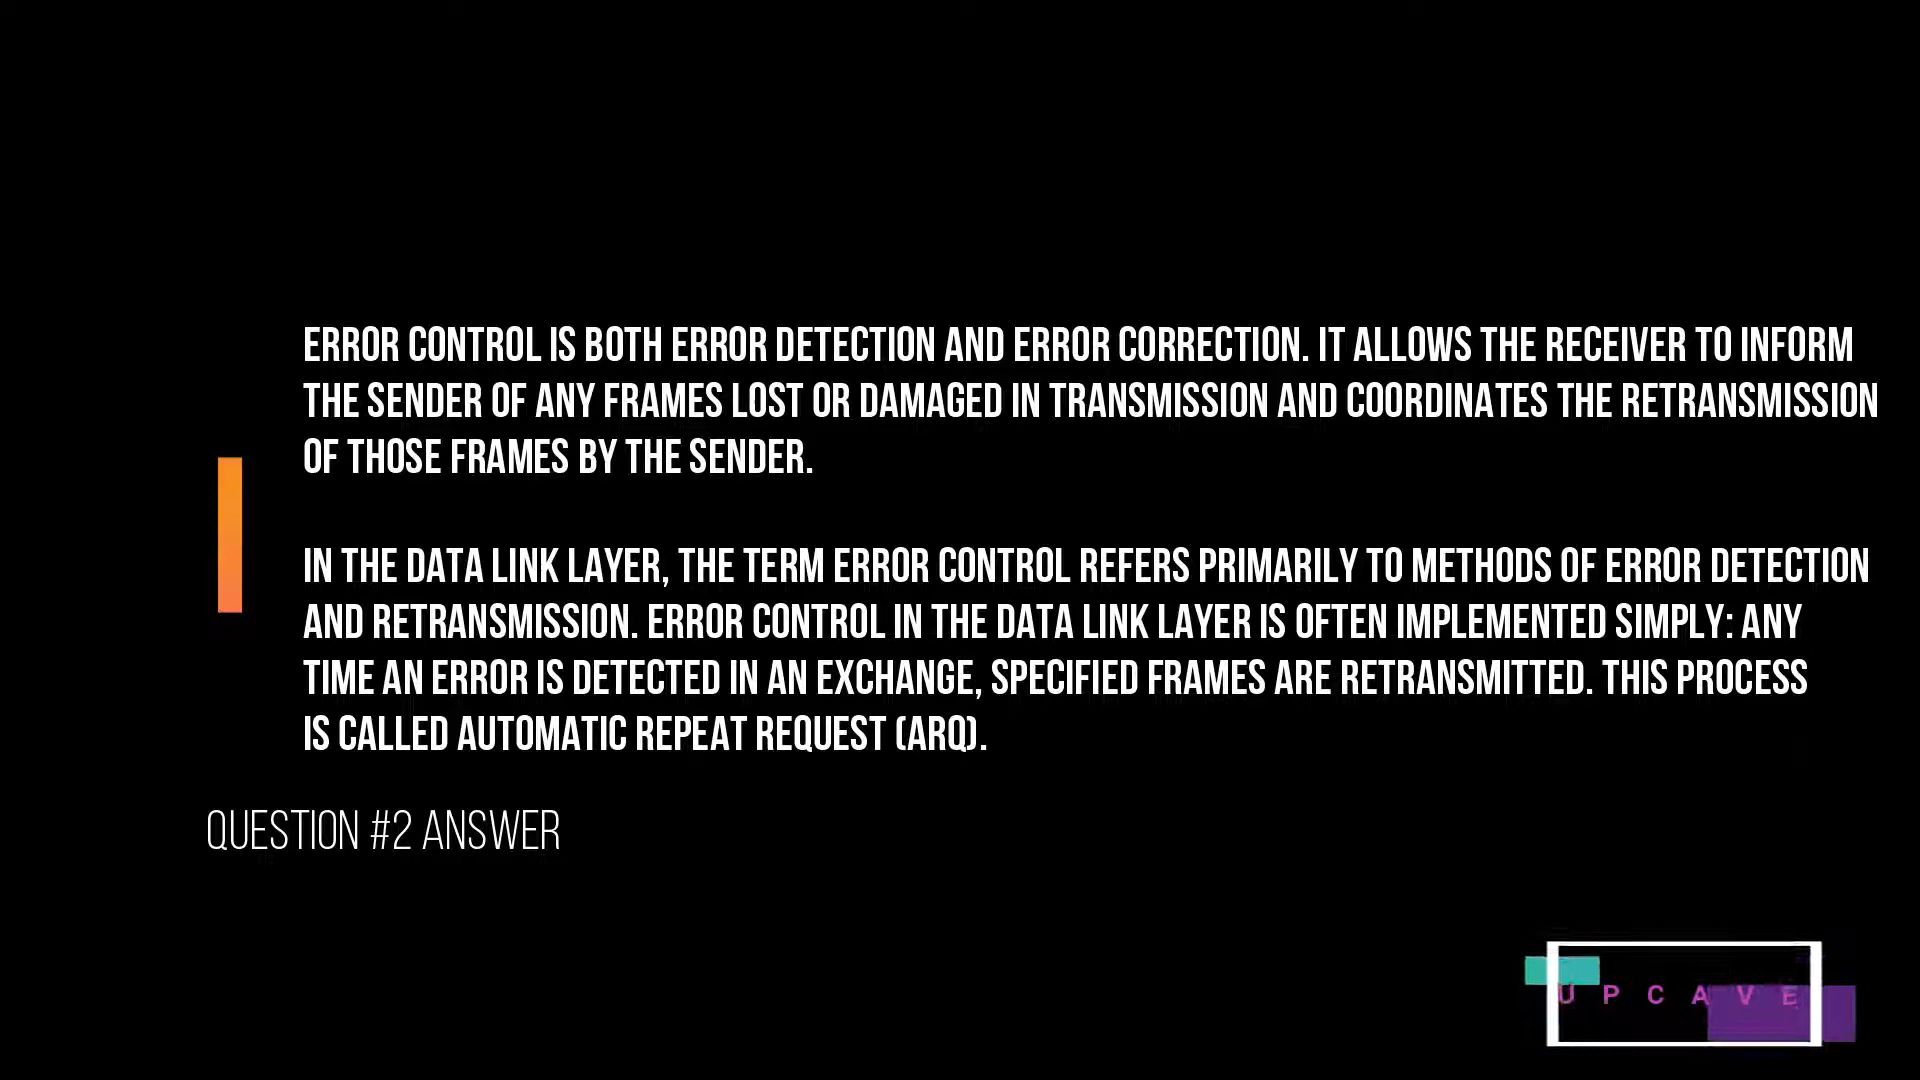 ERROR CONTROL IS BOTH ERROR DETECTION AND ERROR CORRECTION. IT ALLOWS THE RECEIVER TO INFORM
THE SENDER OF ANY FRAMES LOST OR DAMAGED IN TRANSMISSION AND COORDINATES THE RETRANSMISSION
OF THOSE FRAMES BY THE SENDER.
IN THE DATA LINK LAYER, THE TERM ERROR CONTROL REFERS PRIMARILY TO METHODS OF ERROR DETECTION
AND RETRANSMISSION. ERROR CONTROL IN THE DATA LINK LAYER IS OFTEN IMPLEMENTED SIMPLY: ANY
TIME AN ERROR IS DETECTED IN AN EXCHANGE, SPECIFIED FRAMES ARE RETRANSMITTED. THIS PROCESS
IS CALLED AUTOMATIC REPEAT REQUEST (ARQ).
QUESTION #2 ANSWER
UPCAVE